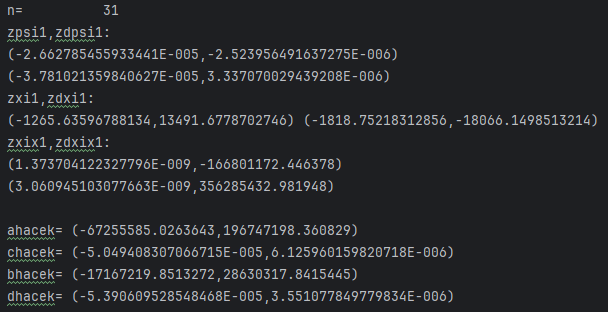 n=          31
zpsi1,zdpsi1:
(-2.662785455933441E-005,-2.523956491637275E-006)
(-3.781021359840627E-005,3.337070029439208E-006)
zxi1,zdxi1:
(-1265.63596788134,13491.6778702746) (-1818.75218312856,-18066.1498513214)
zxix1,zdxix1:
(1.373704122327796E-009,-166801172.446378)
(3.060945103077663E-009,356285432.981948)
ahacek= (-67255585.0263643,196747198.360829)
chacek= (-5.049408307066715E-005,6.125960159820718E-006)
bhacek= (-17167219.8513272,28630317.8415445)
dhacek= (-5.390609528548468E-005,3.551077849779834E-006)